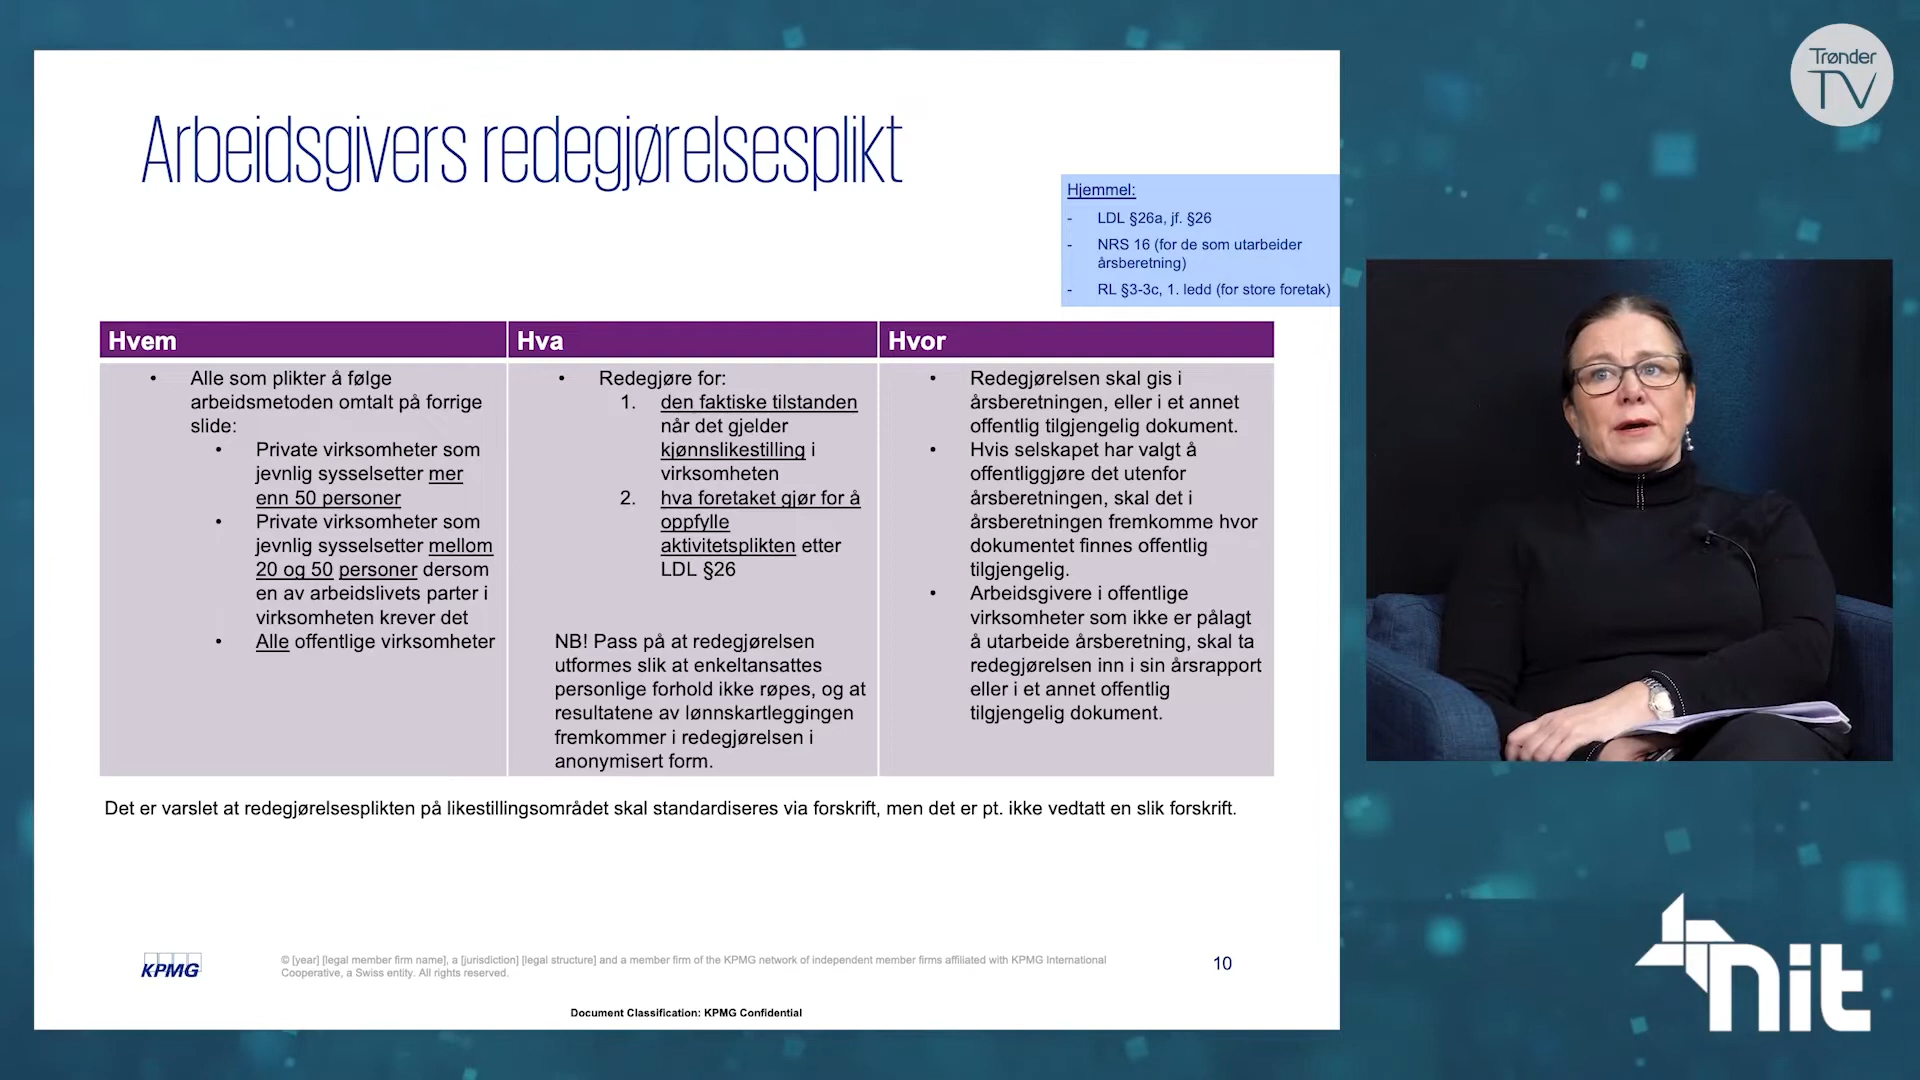 Trønder
TV
Arbeidsgivers redegjørelsesplikt
Hjemmel:
- LDL §26a, jf. §26
- NRS 16 (for de som utarbeider
årsberetning)
- RL §3-3c, 1. ledd (for store foretak)
Hvem
• Alle som plikter å følge
arbeidsmetoden omtalt på forrige
slide:
• Private virksomheter som
jevnlig sysselsetter mer
enn 50 personer
• Private virksomheter som
jevnlig sysselsetter mellom
20 og 50 personer dersom
en av arbeidslivets parter i
virksomheten krever det
• Alle offentlige virksomheter
Hva
• Redegjøre for:
1. den faktiske tilstanden
når det gjelder
kjønnslikestilling i
virksomheten
2. hva foretaket gjør for å
oppfylle
aktivitetsplikten etter
LDL §26
NB! Pass på at redegjørelsen
utformes slik at enkeltansattes
personlige forhold ikke røpes, og at
resultatene av lønnskartleggingen
fremkommer i redegjørelsen i
anonymisert form.
Hvor
• Redegjørelsen skal gis i
årsberetningen, eller i et annet
offentlig tilgjengelig dokument.
• Hvis selskapet har valgt å
offentliggjøre det utenfor
årsberetningen, skal det i
årsberetningen fremkomme hvor
dokumentet finnes offentlig
tilgjengelig.
• Arbeidsgivere i offentlige
virksomheter som ikke er pålagt
å utarbeide årsberetning, skal ta
redegjørelsen inn i sin årsrapport
eller i et annet offentlig
tilgjengelig dokument.
Det er varslet at redegjørelsesplikten på likestillingsområdet skal standardiseres via forskrift, men det er pt. ikke vedtatt en slik forskrift.
KPMG
© [year] [legal member firm name], a [jurisdiction] [legal structure] and a member firm of the KPMG network of independent member firms affiliated with KPMG International
Cooperative, a Swiss entity. All rights reserved.
10
Document Classification: KPMG Confidential
nit